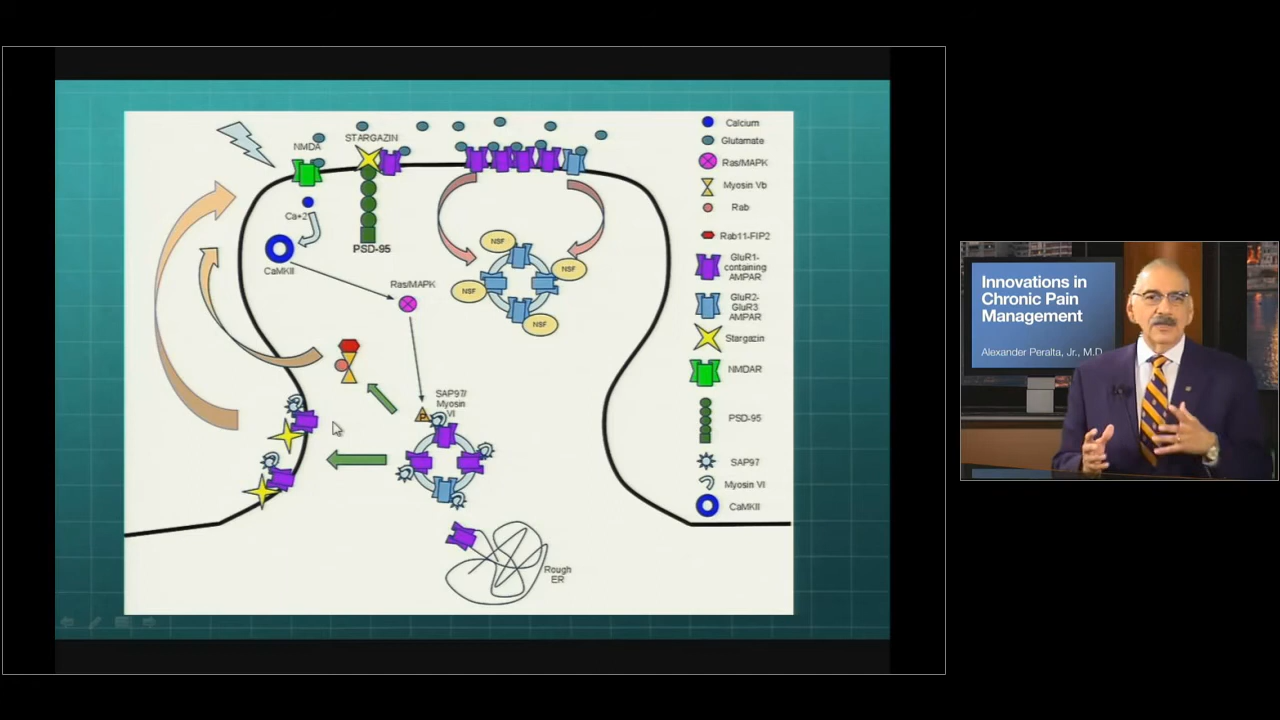 STARGAZIN
NMDA
Ca+2
PSD-95
CaMKII
Ras/MAPK
NSF
NSF
NSF
NSF
SAP97/
Myosin
VI
P
Rough
ER
Calcium
Glutamate
Ras/MAPK
Myosin Vb
Rab
Rab11-FIP2
GluR1-
containing
AMPAR
GluR2-
GluR3
AMPAR
Stargazin
NMDAR
PSD-95
SAP97
Myosin VI
CaMKII
Innovations in
Chronic Pain
Management
Alexander Peralta, Jr., M.D.